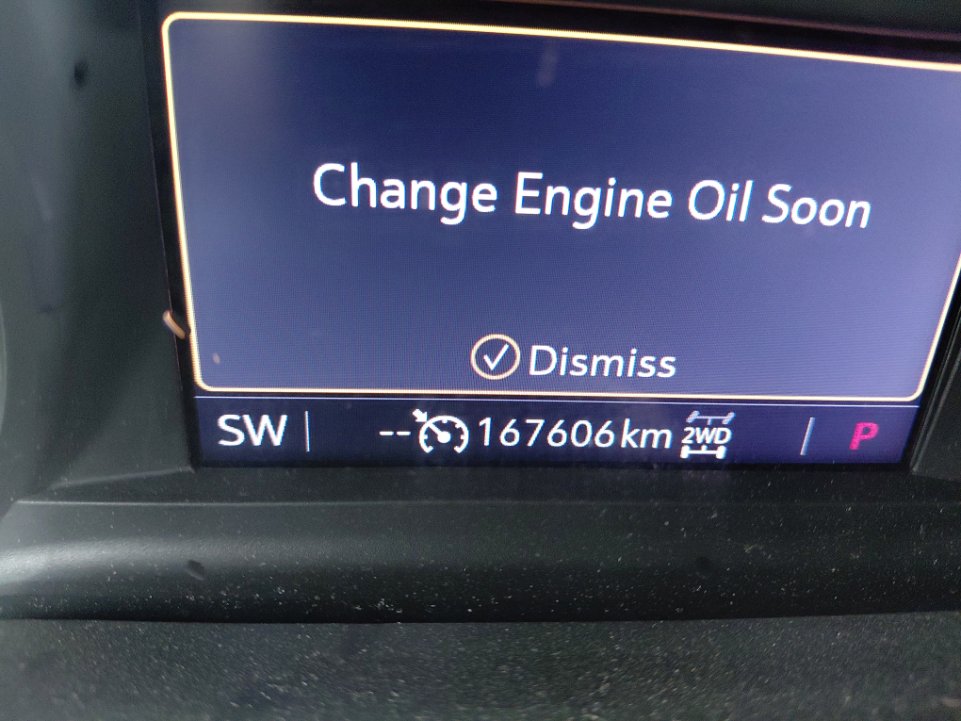 Change Engine Oil Soon
Dismiss
SW -- 167606km 2WD P